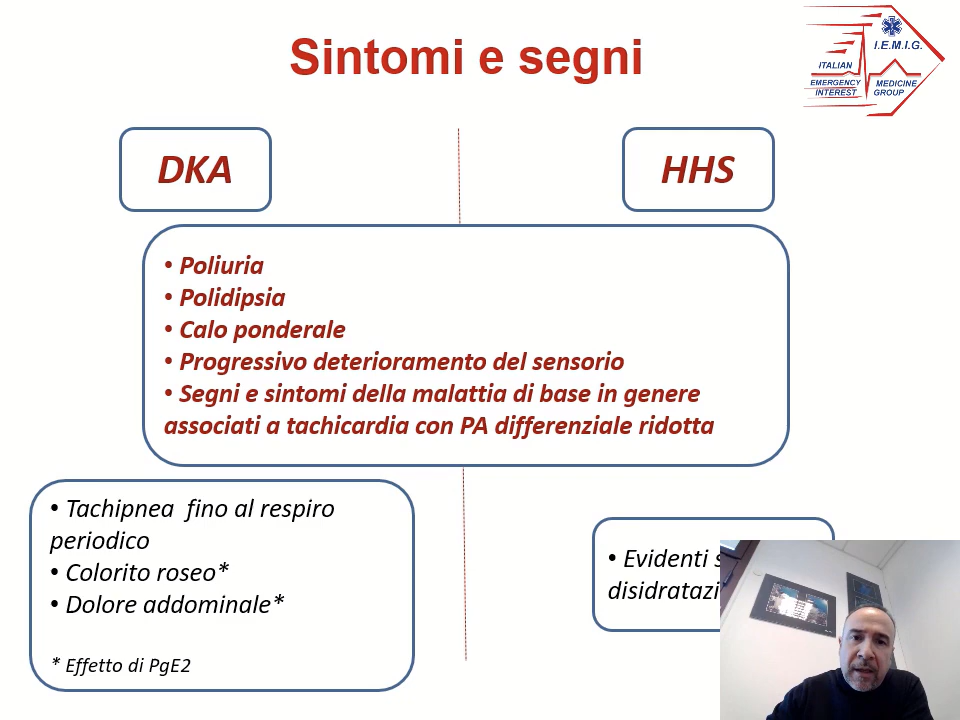 Sintomi e segni
I.E.M.I.G.
ITALIAN
EMERGENCY MEDICINE
INTEREST GROUP
DKA
HHS
• Poliuria
• Polidipsia
• Calo ponderale
• Progressivo deterioramento del sensorio
• Segni e sintomi della malattia di base in genere
associati a tachicardia con PA differenziale ridotta
• Tachipnea fino al respiro
periodico
• Colorito roseo*
• Dolore addominale*
* Effetto di PgE2
• Evidenti